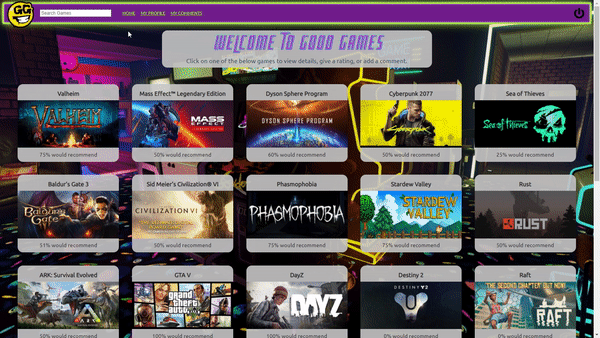 GG
Search Games
HOME MY PROFILE MY COMMENTS
WELCOME TO GOOD GAMES
Click on one of the below games to view details, give a rating, or add a comment.
Valheim Mass Effect™ Legendary Edition Dyson Sphere Program Cyberpunk 2077 Sea of Thieves
VALHEIM MASS EFFECT DYSON SPHERE PROGRAM Cyberpunk Sea of Thieves
75% would recommend 50% would recommend 60% would recommend 50% would recommend 25% would recommend
Baldur's Gate 3 Sid Meier's Civilization® VI Phasmophobia Stardew Valley Rust
Baldur's Gate CIVILIZATION VI PHASMOPHOBIA STARDEW VALLEY RUST
51% would recommend 50% would recommend 50% would recommend 75% would recommend 50% would recommend
ARK: Survival Evolved GTA V DayZ Destiny 2 Raft
ARK grand theft auto DAYZ DESTINY 2 THE SECOND CHAPTER OUT NOW RAFT
50% would recommend 100% would recommend 100% would recommend 0% would recommend 0% would recommend